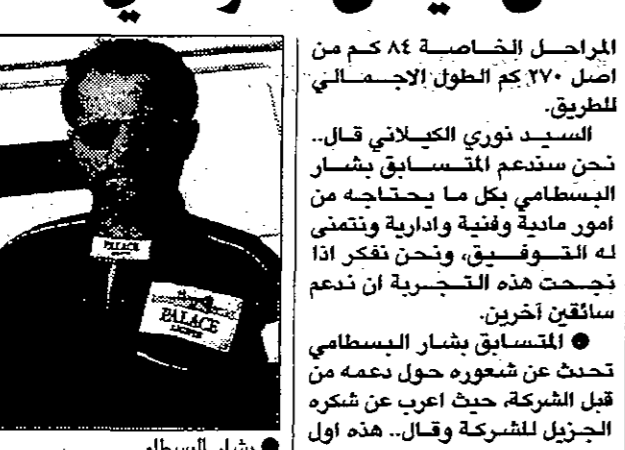 المراحل الخاصة ٨٤ كم من
اصل ٢٧٠ كم الطول الاجمالي
للطريق.
السيد نوري الكيلاني قال..
نحن سندعم المتسابق بشار
البسطامي بكل ما يحتاجه من
امور مادية وفنية وادارية ونتمنى
له التوفيق، ونحن نفكر اذا
نجحت هذه التجربة ان ندعم
سائقين آخرين.
● المتسابق بشار البسطامي
تحدث عن شعوره حول دعمه من
قبل الشركة، حيث اعرب عن شكره
الجزيل للشركة وقال.. هذه اول
PALACE
PALACE
LIGHTS
● بشار البسطامي